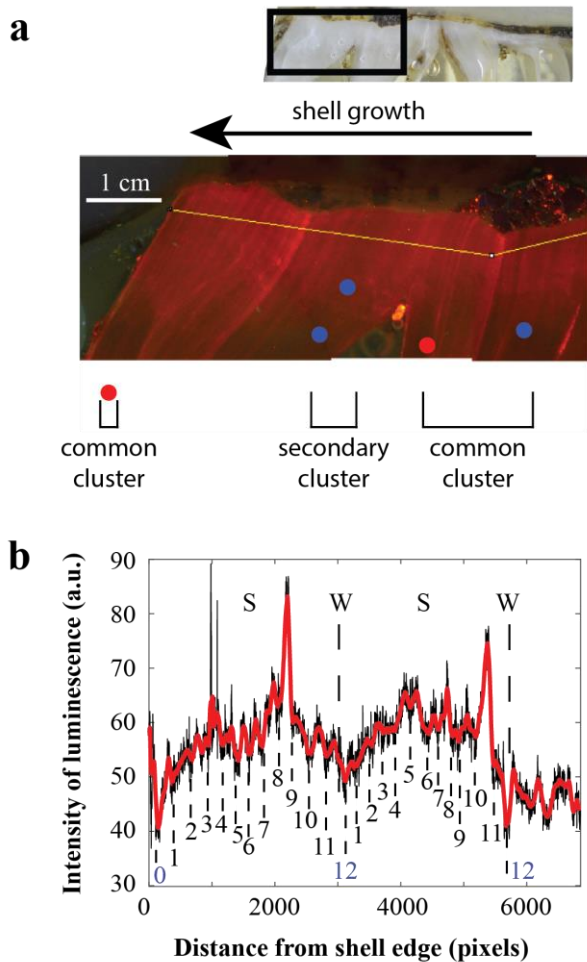 a
shell growth
1 cm
common
cluster
secondary
cluster
common
cluster
b
Intensity of luminescence (a.u.)
90
80
70
60
50
40
30
S
W
S
W
0
1
2
3
4
5
6
7
8
9
10
11
12
1
2
3
4
5
6
7
8
9
10
11
12
0
2000
4000
6000
Distance from shell edge (pixels)